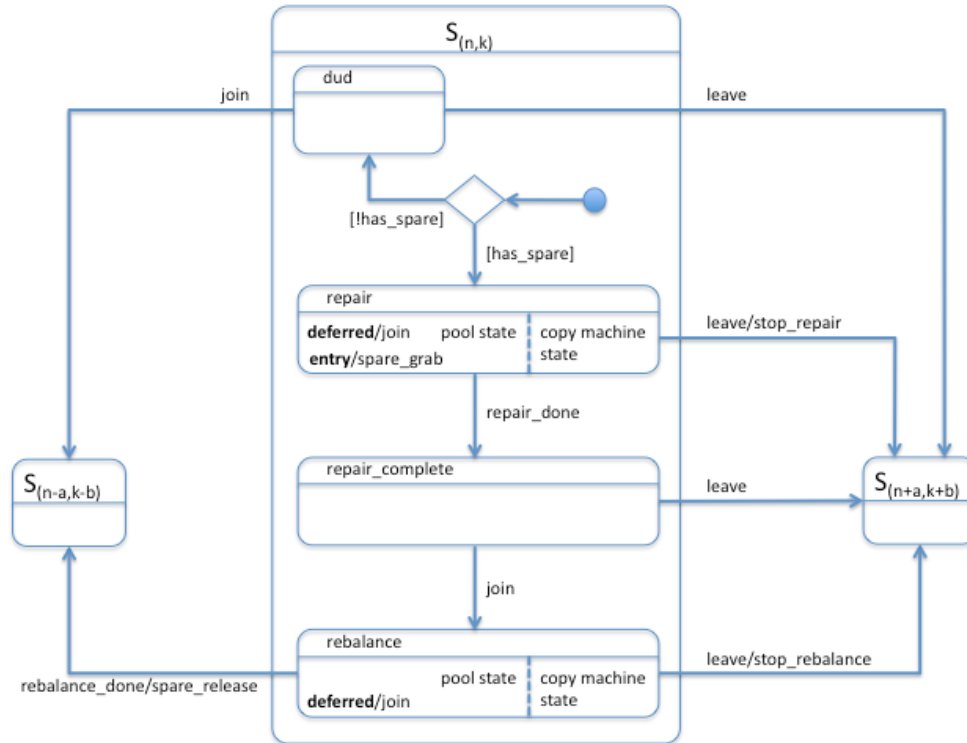 S(n,k)
dud
join
leave
[!has_spare]
[has_spare]
repair
deferred/join pool state copy machine
entry/spare_grab state
leave/stop_repair
repair_done
repair_complete
S(n-a,k-b)
leave
S(n+a,k+b)
join
rebalance
leave/stop_rebalance
pool state copy machine
deferred/join state
rebalance_done/spare_release